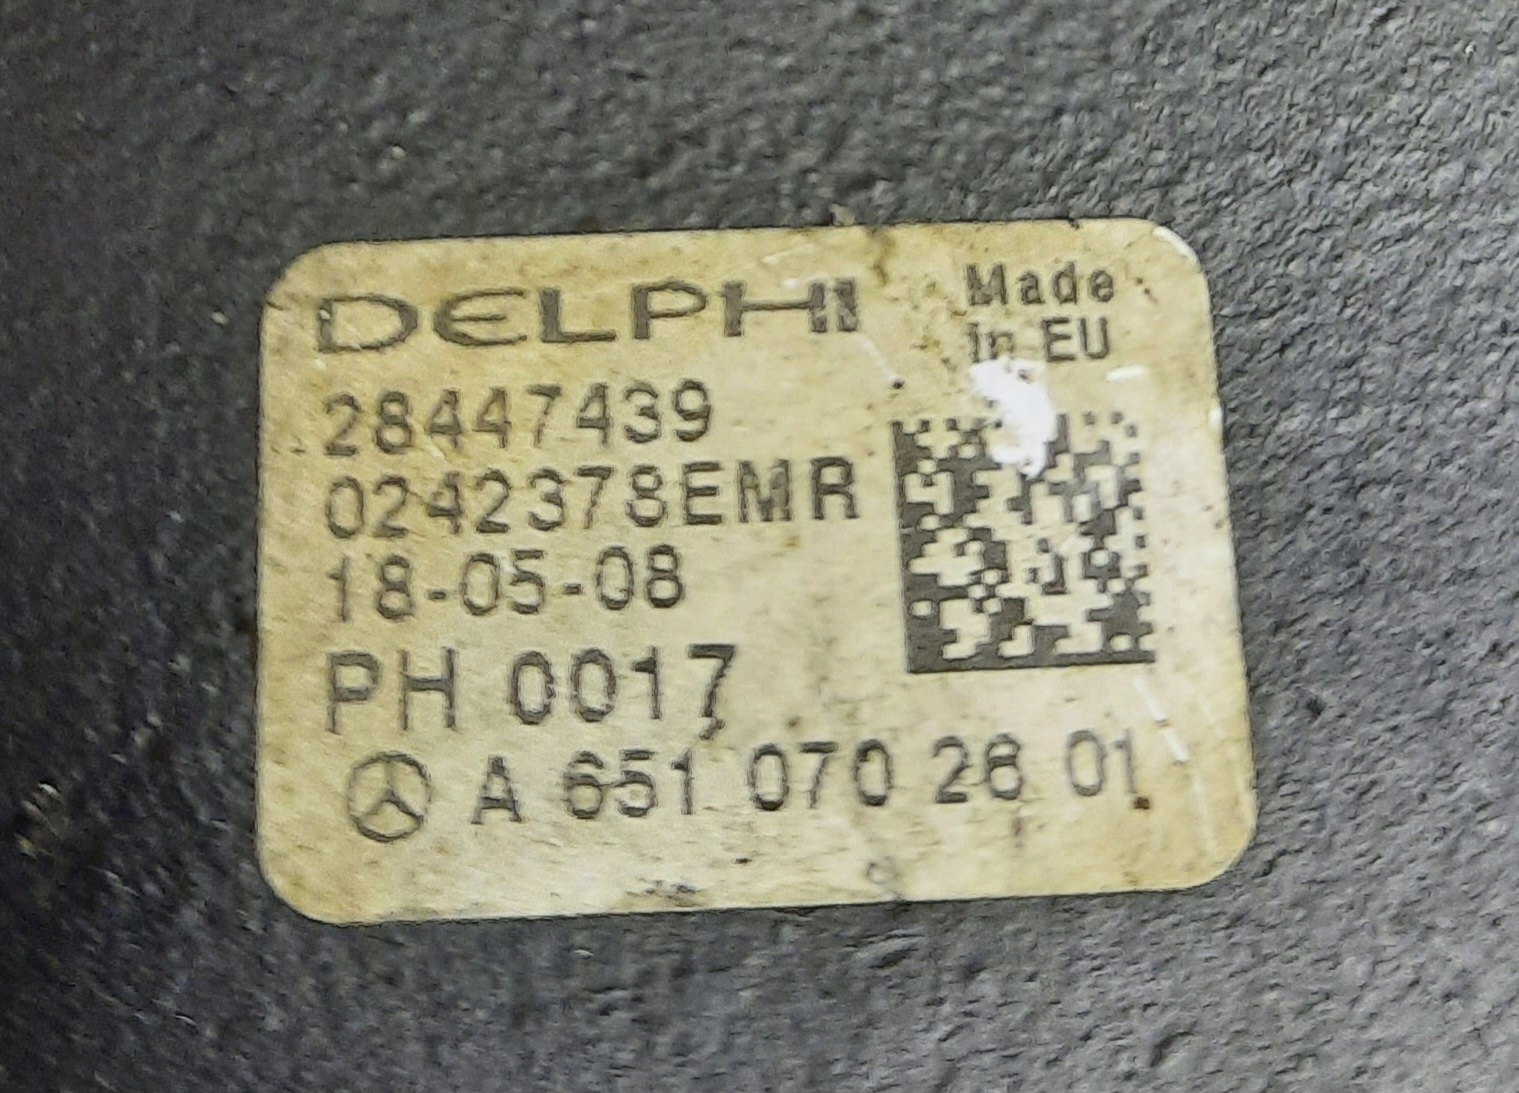 DELPHI
Made
in EU
28447439
0242378EMR
18-05-08
PH 0017
A 651 070 28 01